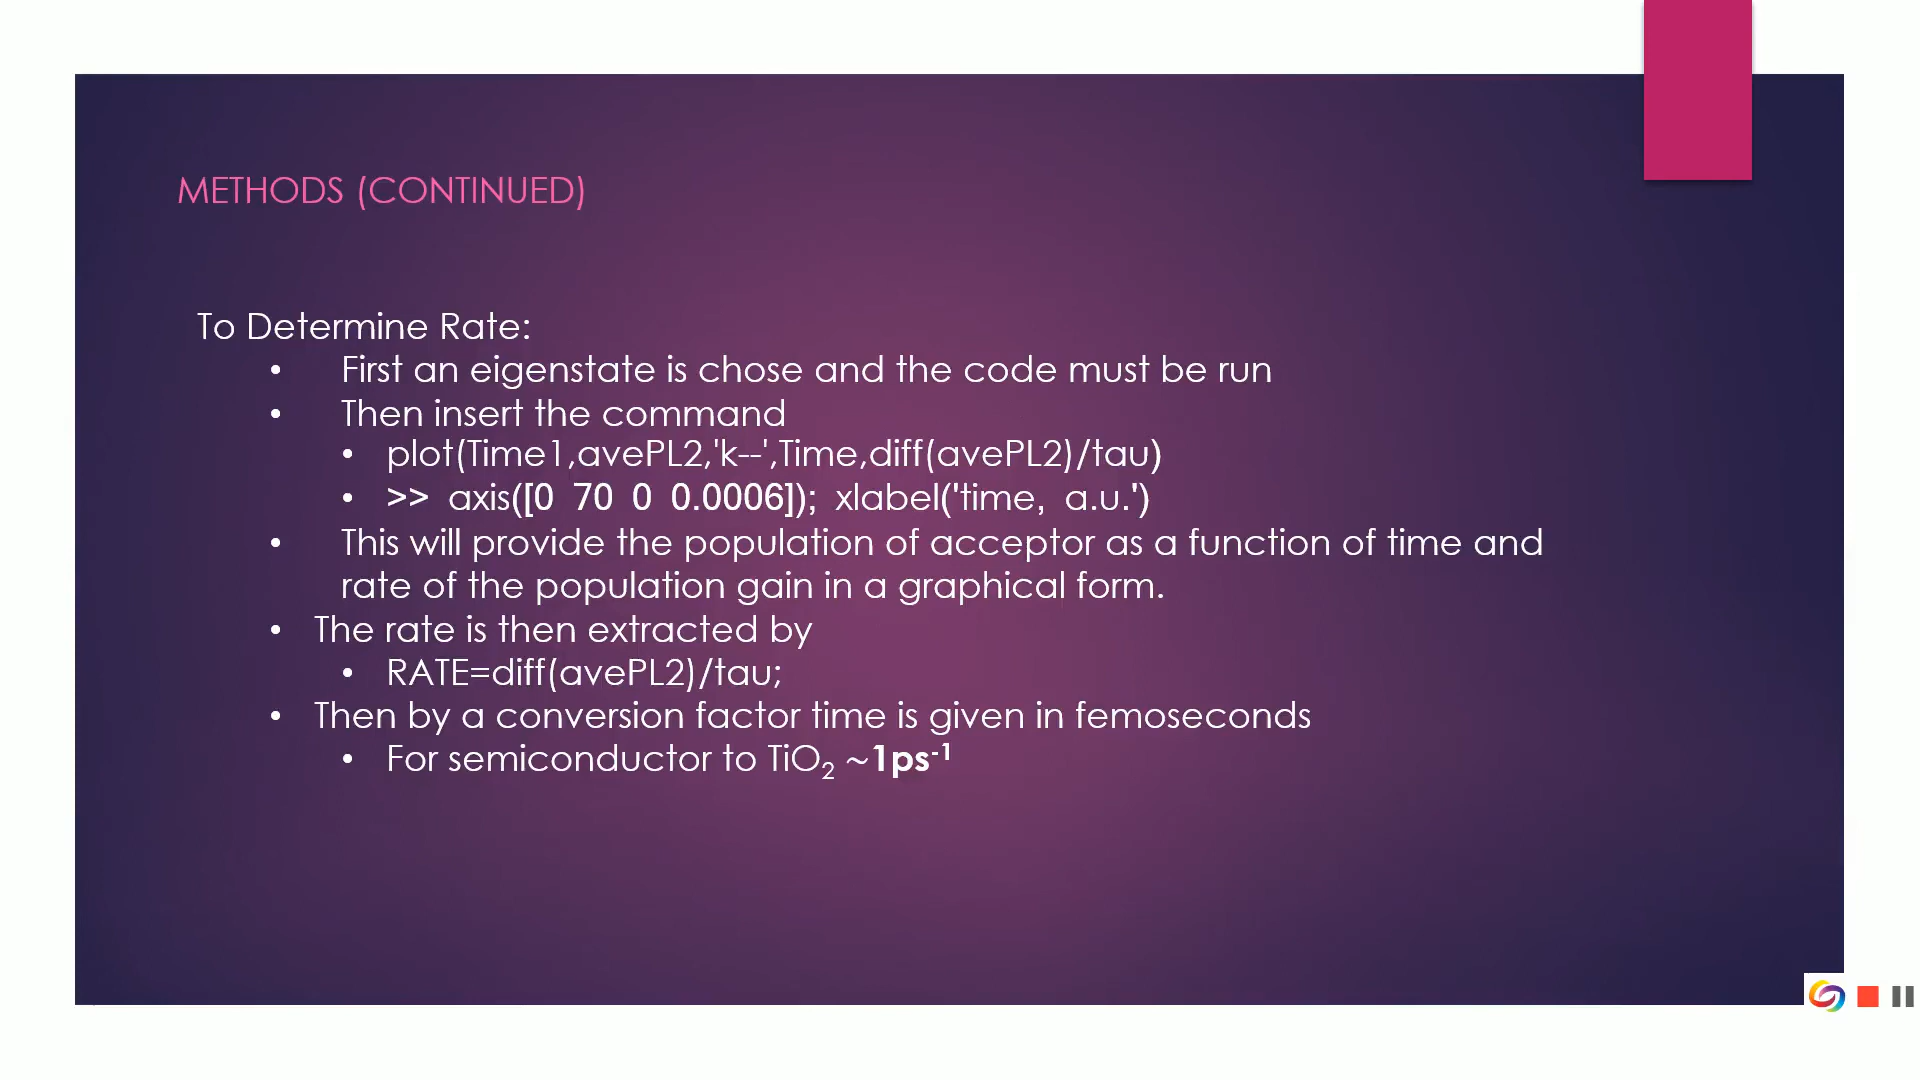 METHODS (CONTINUED)
To Determine Rate:
• First an eigenstate is chose and the code must be run
• Then insert the command
• plot(Time1,avePL2,'k--',Time,diff(avePL2)/tau)
• >> axis([0 70 0 0.0006]); xlabel('time, a.u.')
• This will provide the population of acceptor as a function of time and
rate of the population gain in a graphical form.
• The rate is then extracted by
• RATE=diff(avePL2)/tau;
• Then by a conversion factor time is given in femoseconds
• For semiconductor to TiO₂ ~1ps⁻¹